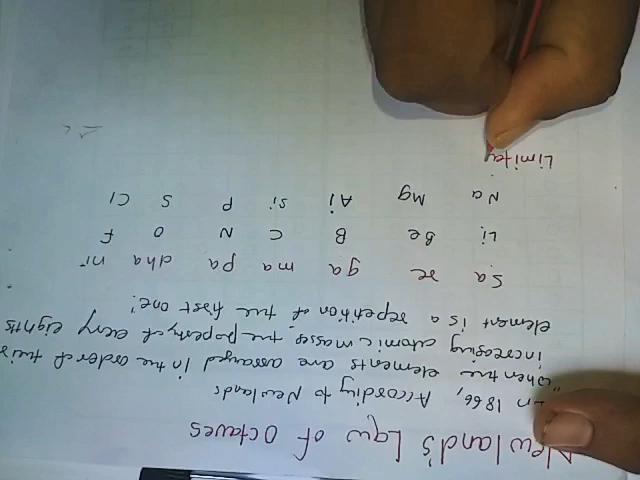 Newland's Law of Octaves
In 1866, According to Newlands
"when the elements are arranged in the order of their
increasing atomic masses, the property of every eights
element is a repetition of the first one".
Sa re ga ma pa dha ni
Li Be B C N O F
Na Mg Al Si P S Cl
Limita